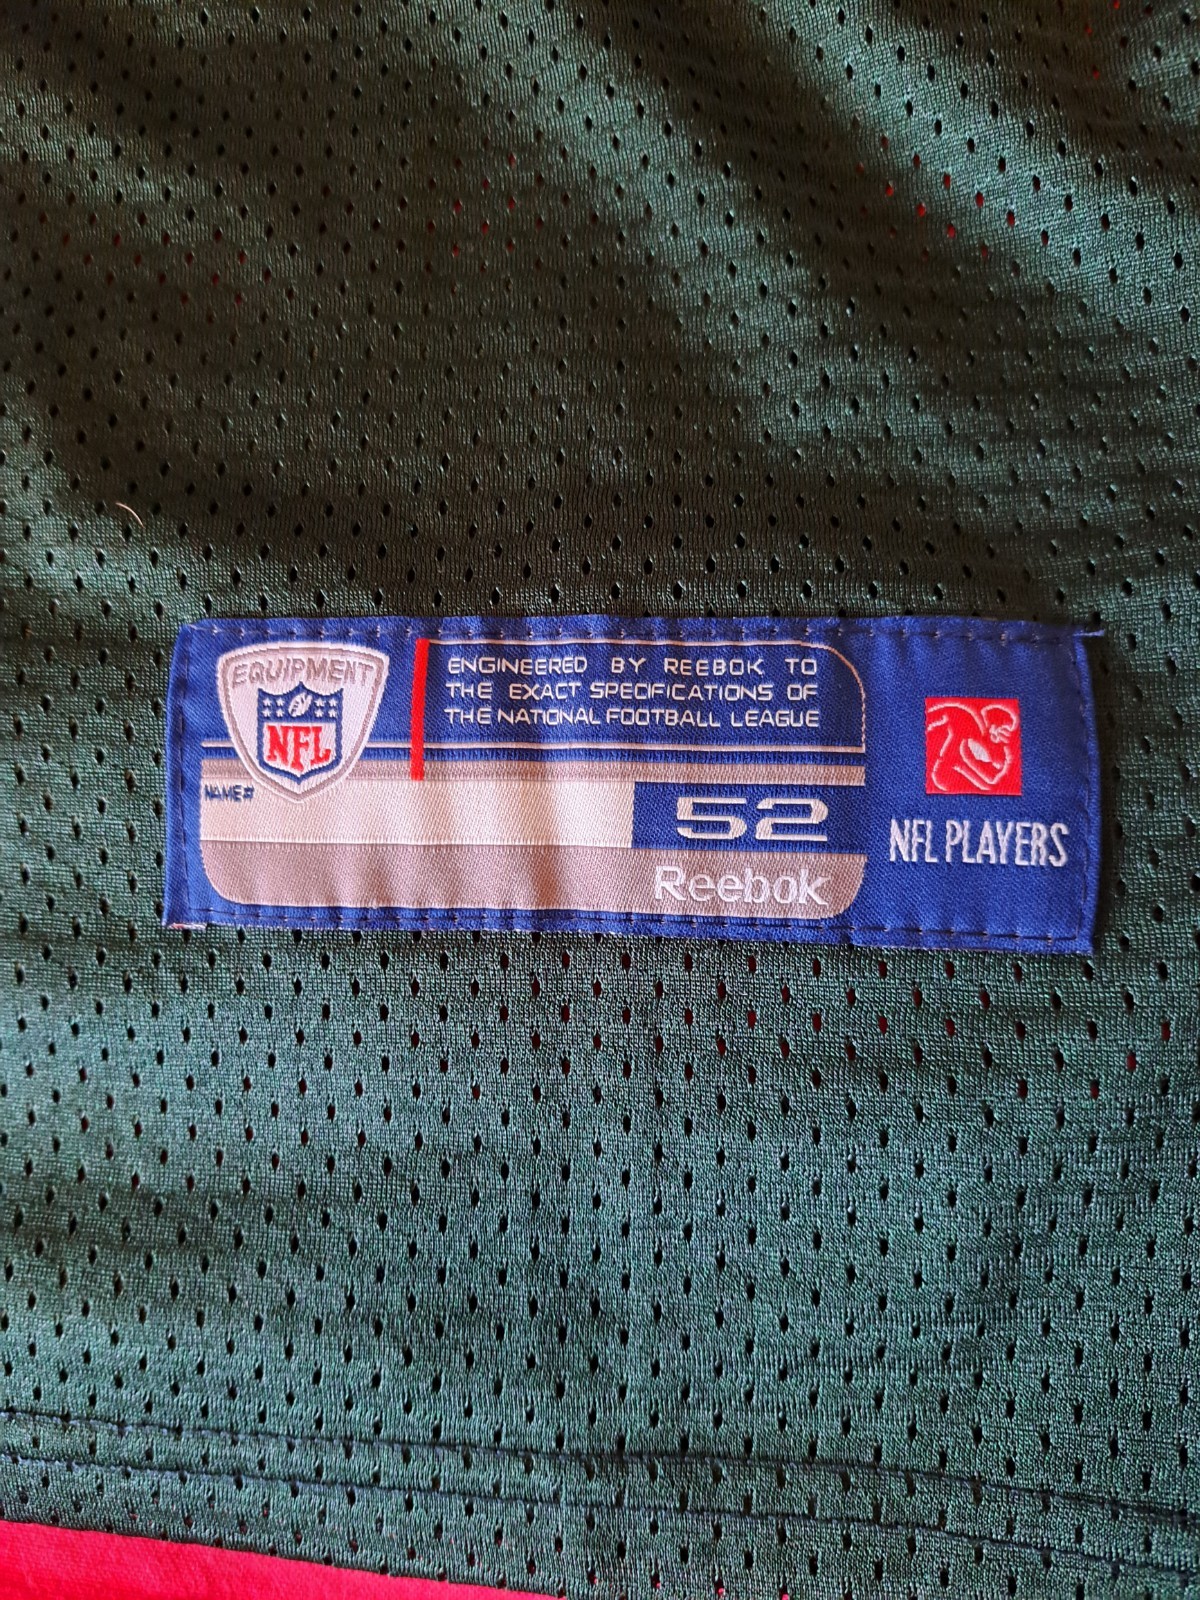 EQUIPMENT
NFL
ENGINEERED BY REEBOK TO
THE EXACT SPECIFICATIONS OF
THE NATIONAL FOOTBALL LEAGUE
NAME#
52
Reebok
NFL PLAYERS